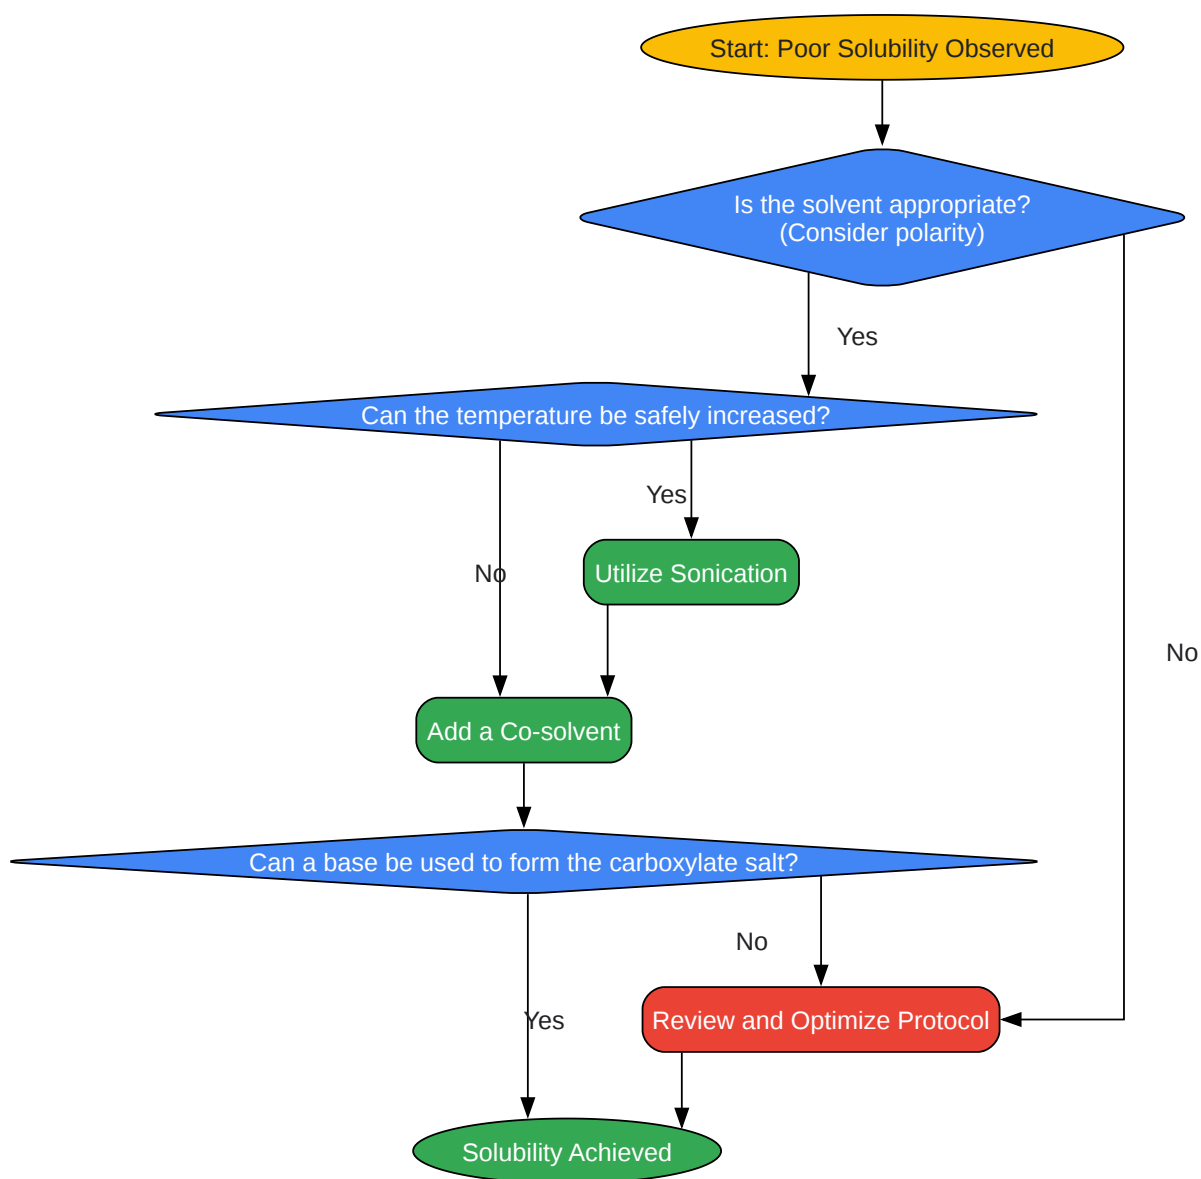 Start: Poor Solubility Observed
Is the solvent appropriate?
(Consider polarity)
Yes
Can the temperature be safely increased?
Yes
No
Utilize Sonication
No
Add a Co-solvent
Can a base be used to form the carboxylate salt?
No
Yes
Review and Optimize Protocol
Solubility Achieved